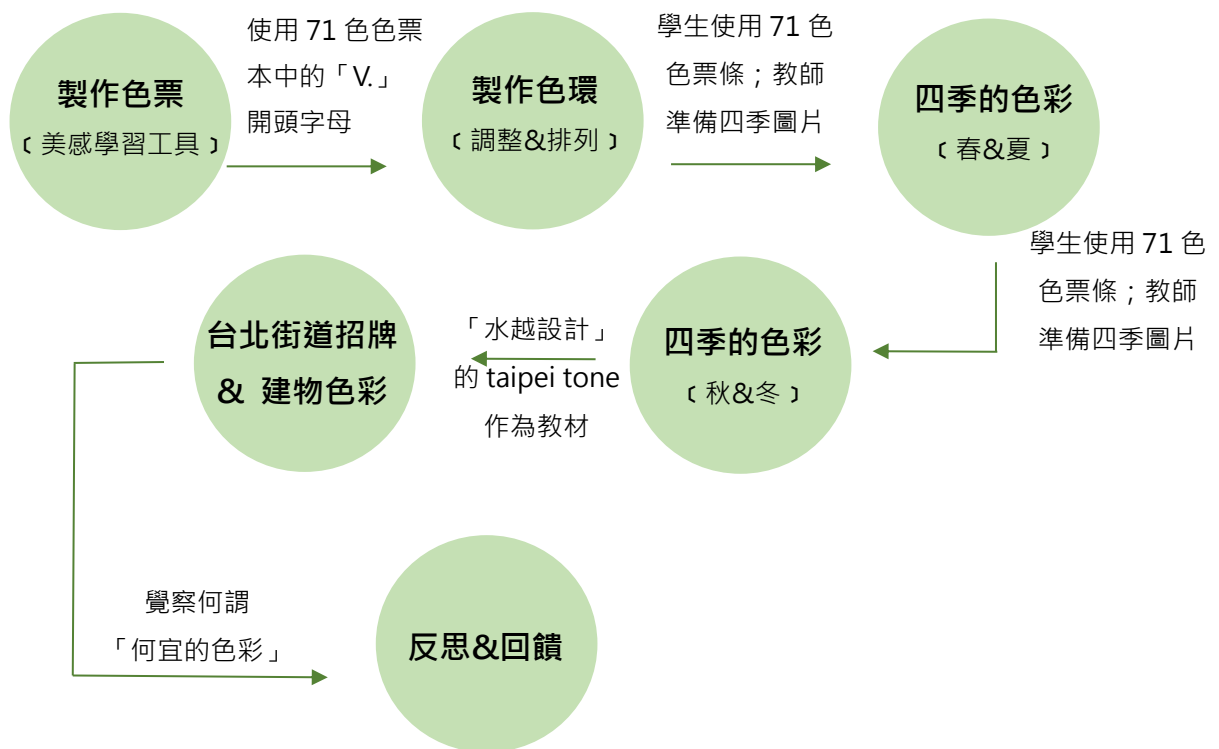 製作色票
﹝美感學習工具﹞
使用 71 色色票
本中的「V.」
開頭字母
製作色環
﹝調整&排列﹞
學生使用 71 色
色票條；教師
準備四季圖片
四季的色彩
﹝春&夏﹞
學生使用 71 色
色票條；教師
準備四季圖片
四季的色彩
﹝秋&冬﹞
「水越設計」
的 taipei tone
作為教材
台北街道招牌
& 建物色彩
覺察何謂
「何宜的色彩」
反思&回饋